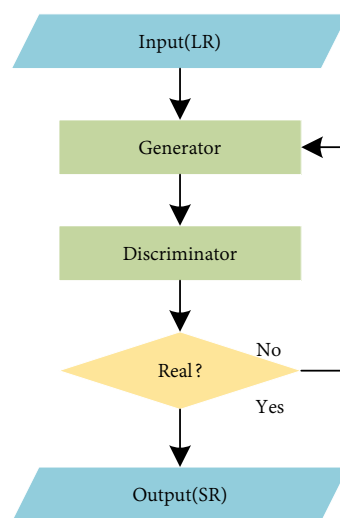 Input(LR)
Generator
Discriminator
Real?
No
Yes
Output(SR)